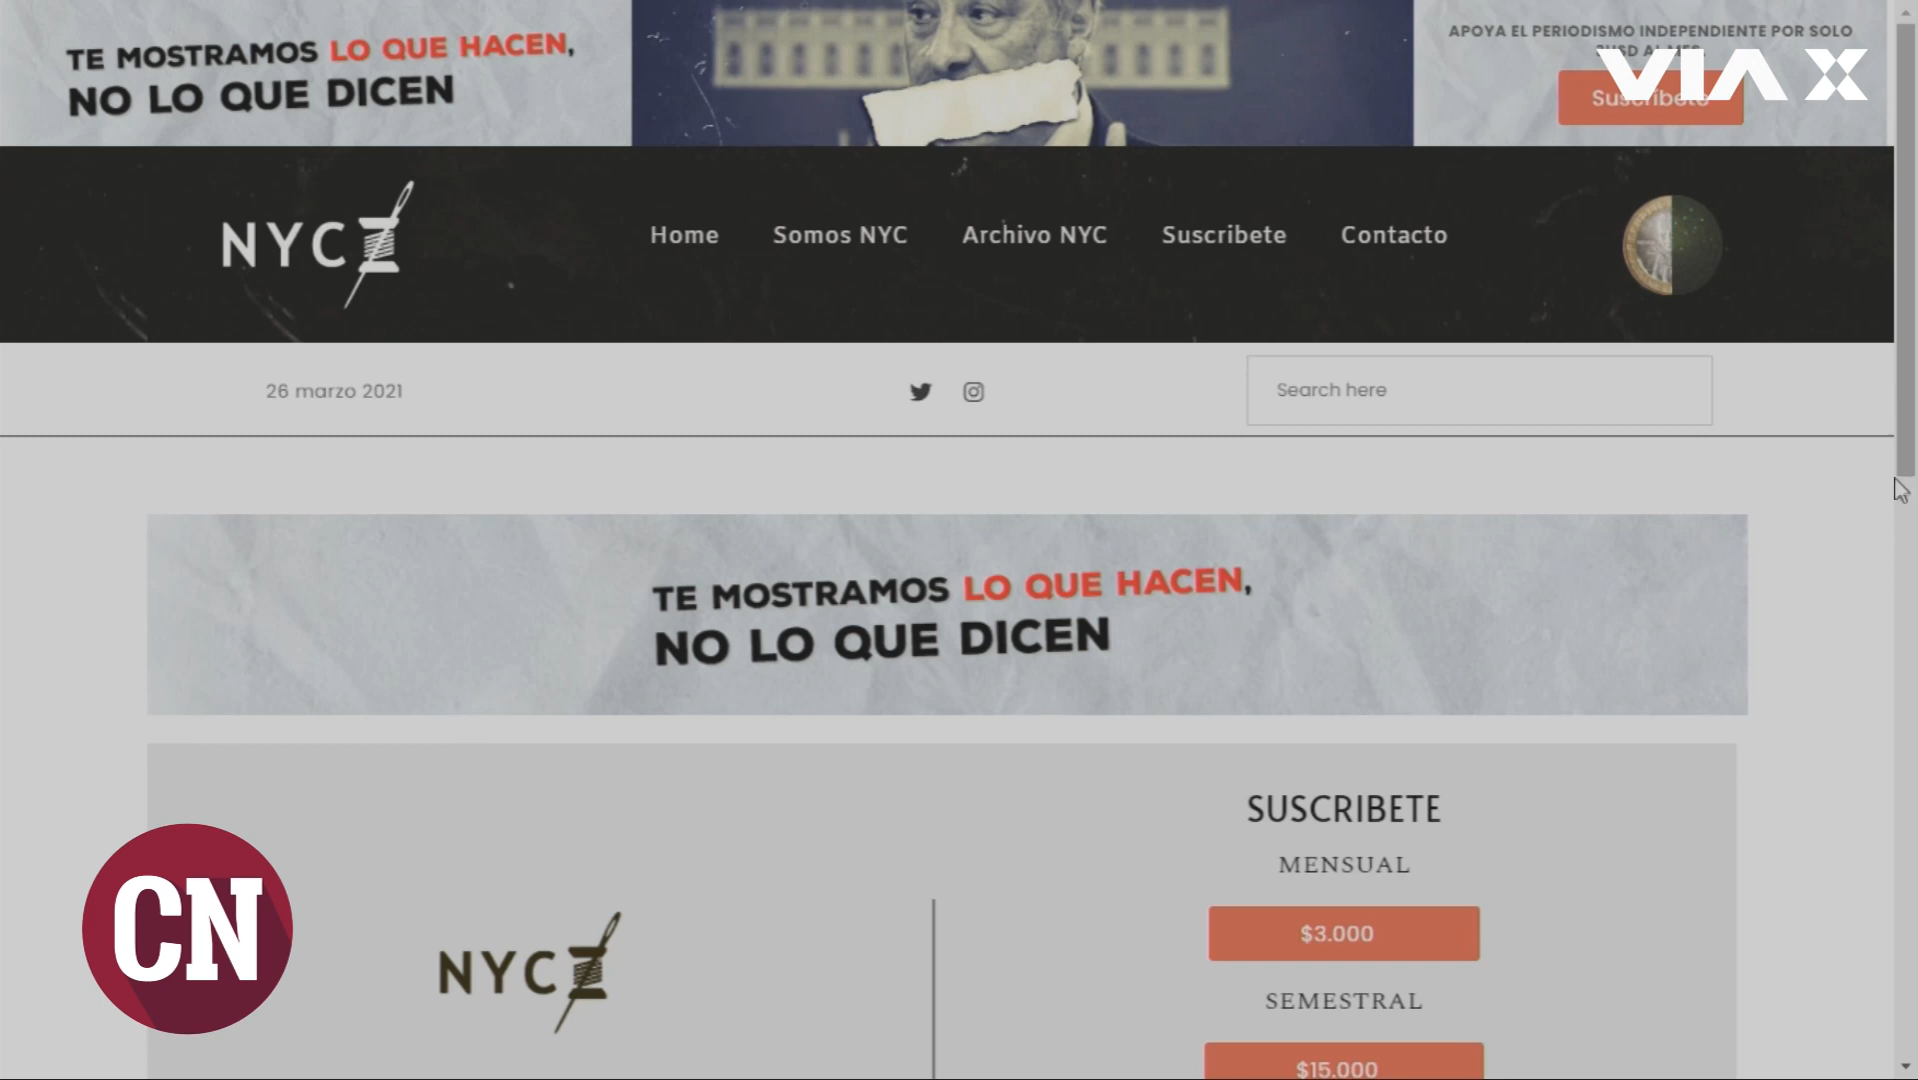 TE MOSTRAMOS LO QUE HACEN,
NO LO QUE DICEN
APOYA EL PERIODISMO INDEPENDIENTE POR SOLO
Suscribete
VIA X
NYC
Home
Somos NYC
Archivo NYC
Suscribete
Contacto
26 marzo 2021
Search here
TE MOSTRAMOS LO QUE HACEN,
NO LO QUE DICEN
SUSCRIBETE
MENSUAL
$3.000
SEMESTRAL
$15.000
NYC
CN